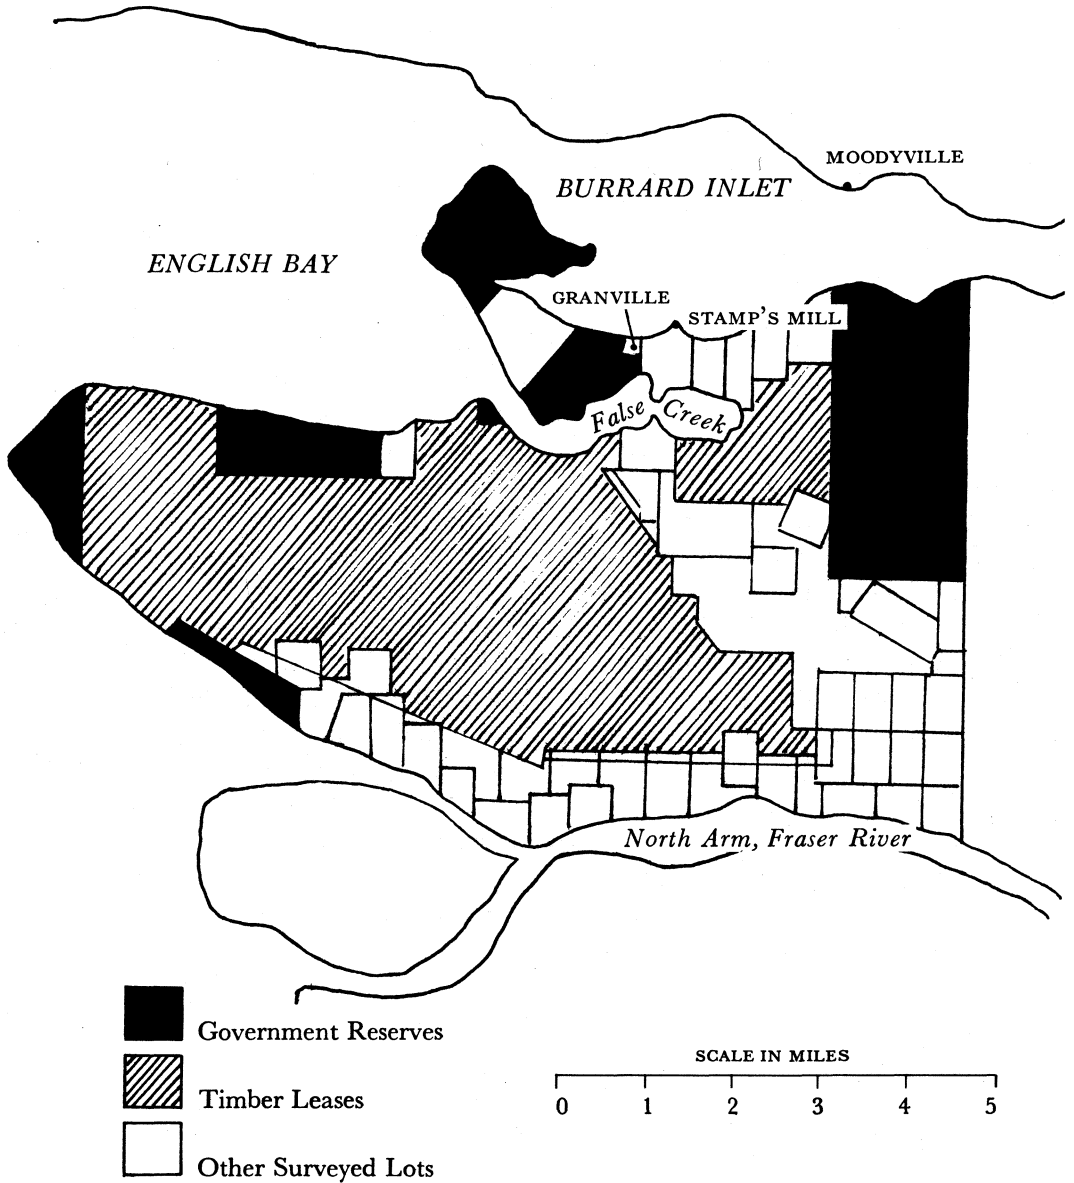 MOODYVILLE
BURRARD INLET
ENGLISH BAY
GRANVILLE
STAMP'S MILL
False Creek
North Arm, Fraser River
Government Reserves
Timber Leases
Other Surveyed Lots
SCALE IN MILES
0 1 2 3 4 5